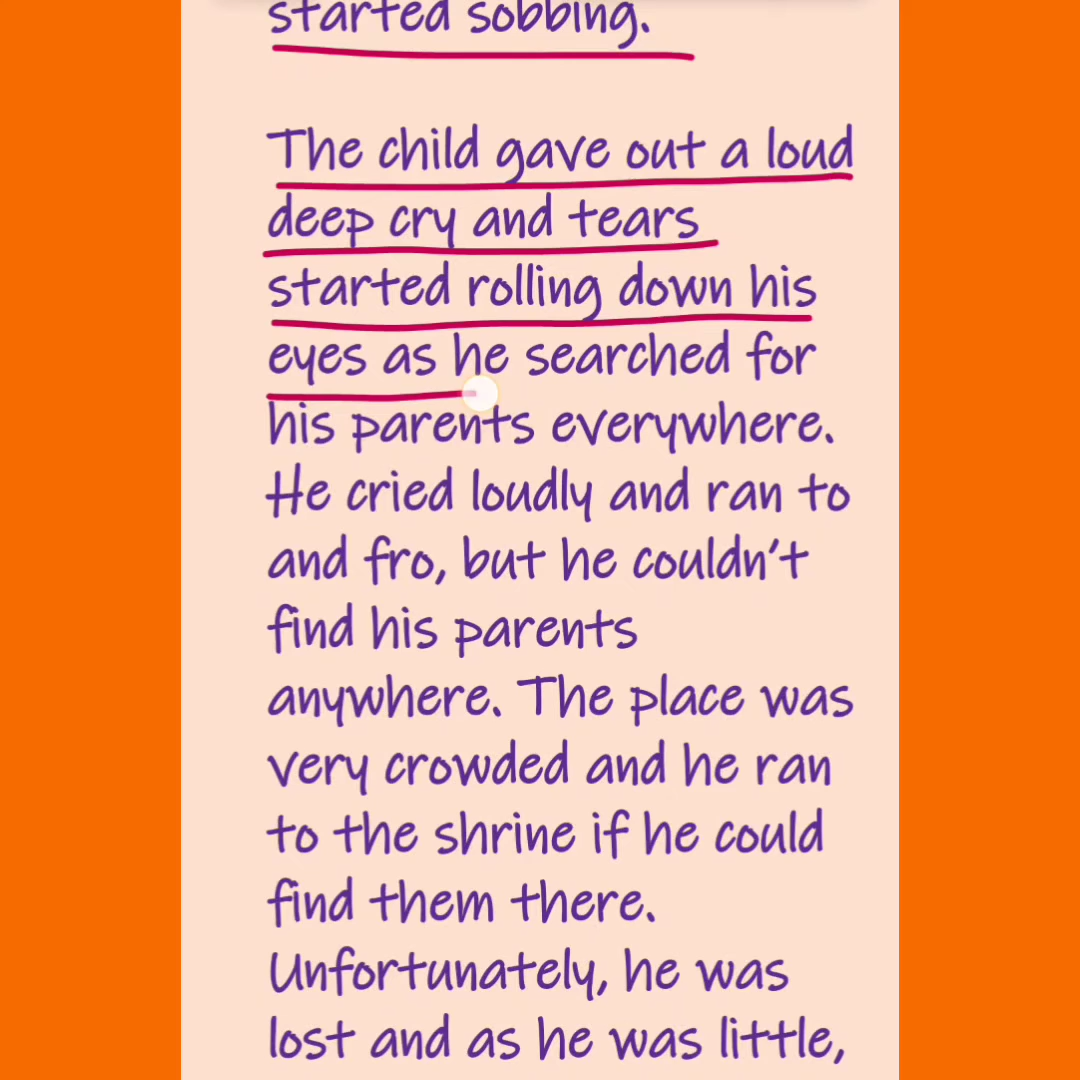 started sobbing.
The child gave out a loud
deep cry and tears
started rolling down his
eyes as he searched for
his parents everywhere.
He cried loudly and ran to
and fro, but he couldn't
find his parents
anywhere. The place was
very crowded and he ran
to the shrine if he could
find them there.
Unfortunately, he was
lost and as he was little,